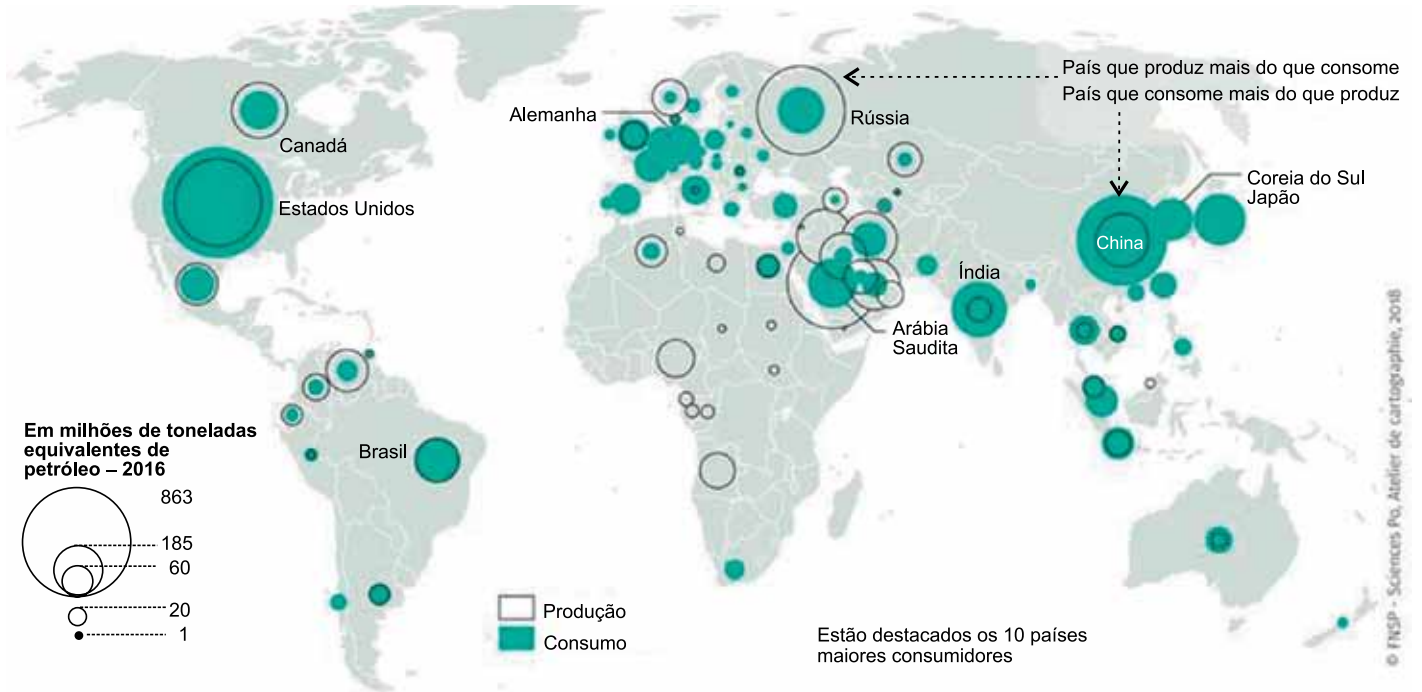 País que produz mais do que consome
País que consome mais do que produz
Alemanha
Rússia
Canadá
Coreia do Sul
Japão
Estados Unidos
China
Índia
Arábia
Saudita
Brasil
Em milhões de toneladas
equivalentes de
petróleo – 2016
863
185
60
20
1
Produção
Consumo
Estão destacados os 10 países
maiores consumidores
© FNSP - Sciences Po, Atelier de cartographie, 2018